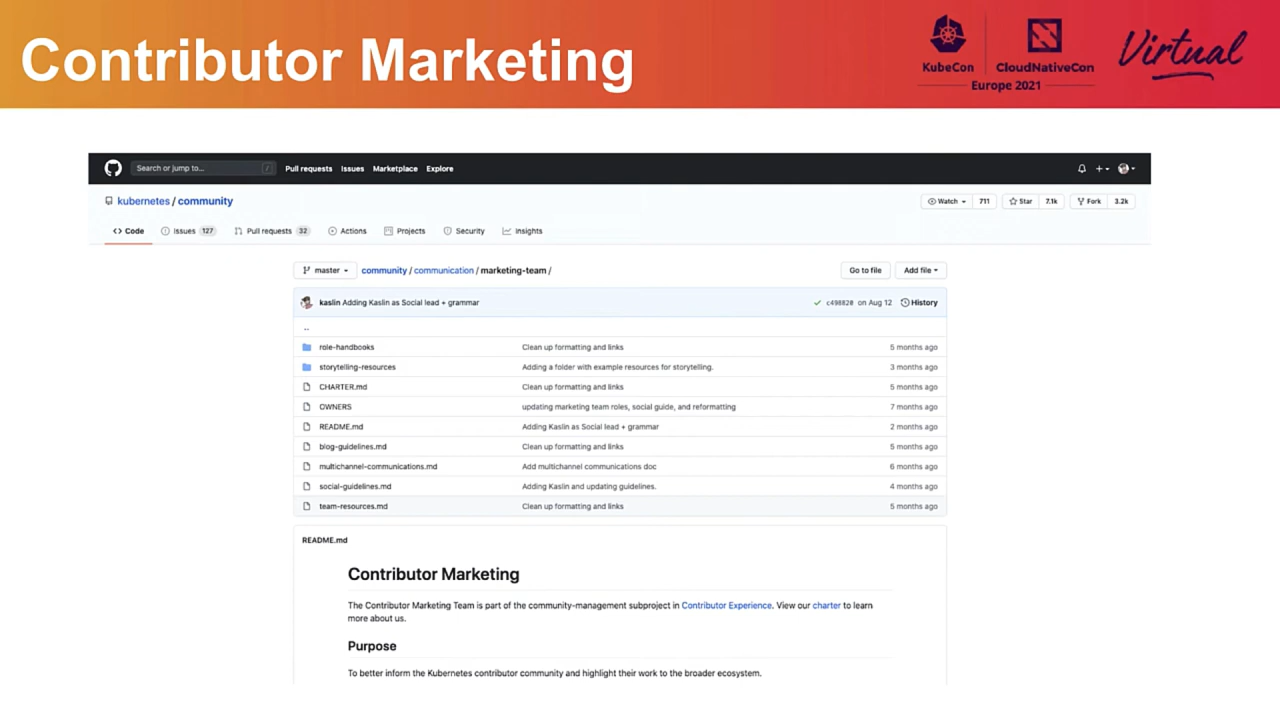 Contributor Marketing
KubeCon
CloudNativeCon
Europe 2021
Virtual
Search or jump to... /
Pull requests Issues Marketplace Explore
kubernetes / community
Watch 711 Star 7.1k Fork 3.2k
Code Issues 127 Pull requests 32 Actions Projects Security Insights
master community / communication / marketing-team / Go to file Add file
kaslin Adding Kaslin as Social lead + grammar c498820 on Aug 12 History
..
role-handbooks Clean up formatting and links 5 months ago
storytelling-resources Adding a folder with example resources for storytelling. 3 months ago
CHARTER.md Clean up formatting and links 5 months ago
OWNERS updating marketing team roles, social guide, and reformatting 7 months ago
README.md Adding Kaslin as Social lead + grammar 2 months ago
blog-guidelines.md Clean up formatting and links 5 months ago
multichannel-communications.md Add multichannel communications doc 6 months ago
social-guidelines.md Adding Kaslin and updating guidelines. 4 months ago
team-resources.md Clean up formatting and links 5 months ago
README.md
Contributor Marketing
The Contributor Marketing Team is part of the community-management subproject in Contributor Experience. View our charter to learn
more about us.
Purpose
To better inform the Kubernetes contributor community and highlight their work to the broader ecosystem.